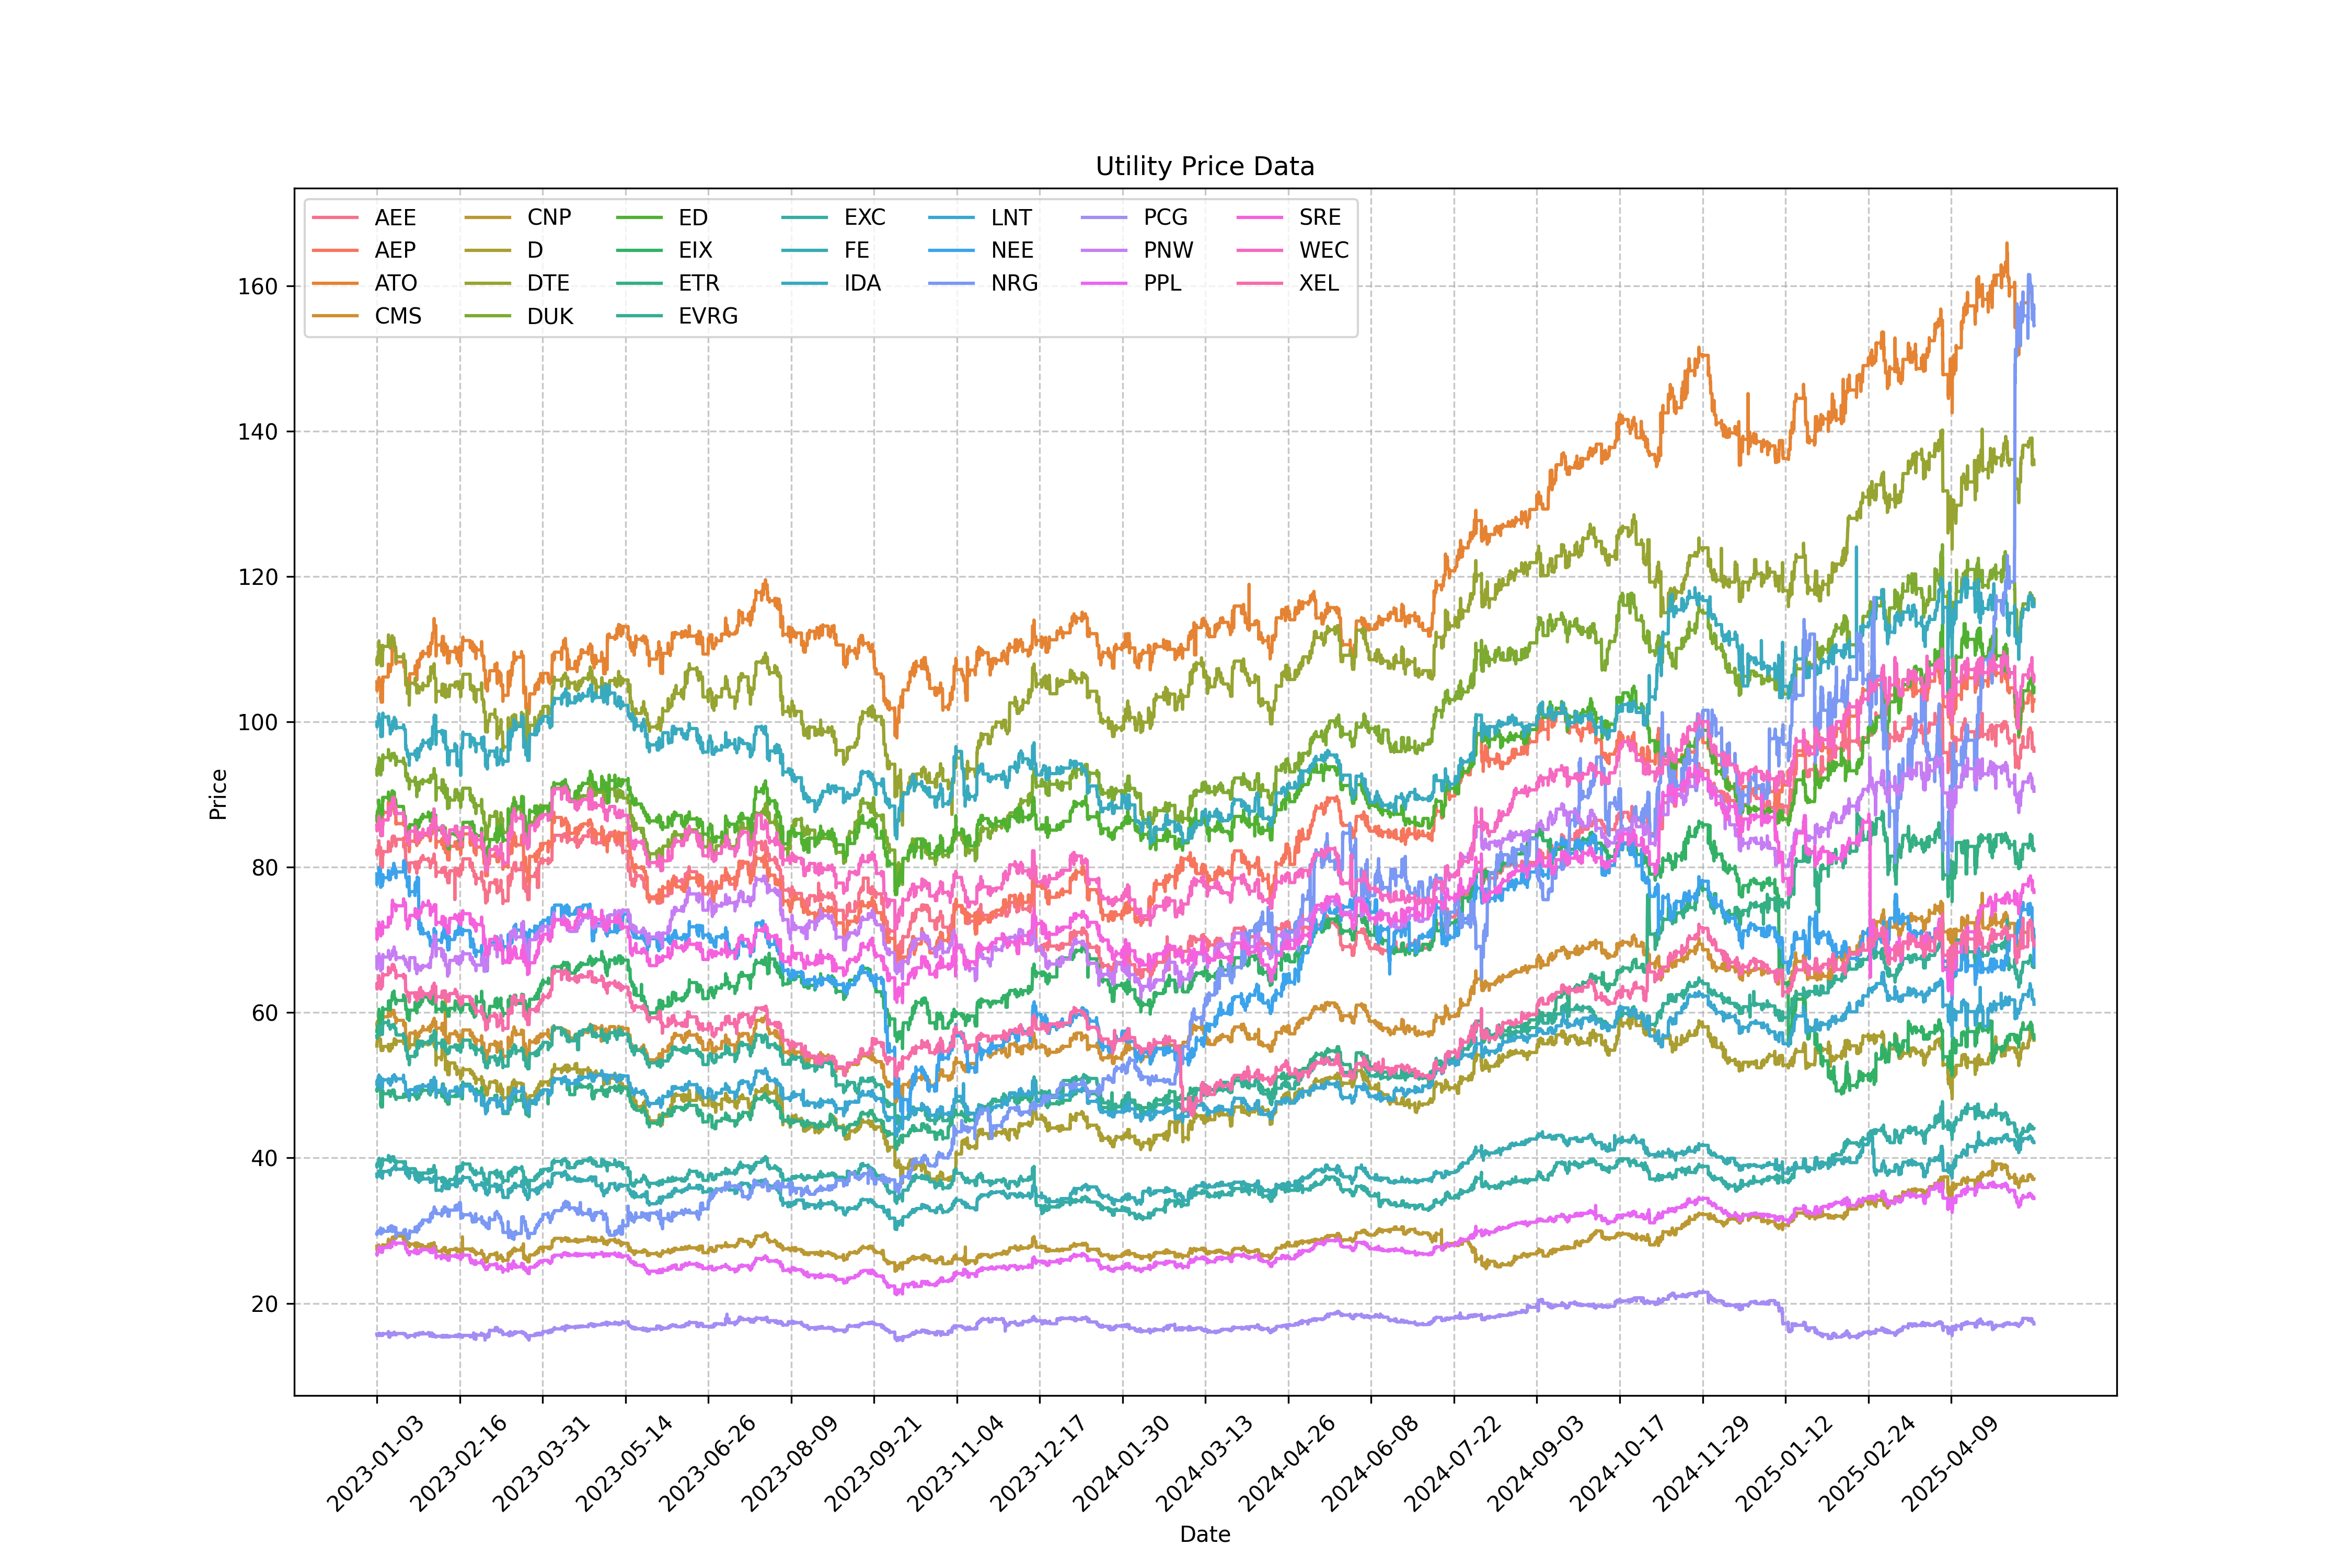 Utility Price Data
AEE CNP ED EXC LNT PCG SRE
AEP D EIX FE NEE PNW WEC
ATO DTE ETR IDA NRG PPL XEL
CMS DUK EVRG
160
140
120
100
80
60
40
20
Price
2023-01-03 2023-02-16 2023-03-31 2023-05-14 2023-06-26 2023-08-09 2023-09-21 2023-11-04 2023-12-17 2024-01-30 2024-03-13 2024-04-26 2024-06-08 2024-07-22 2024-09-03 2024-10-17 2024-11-29 2025-01-12 2025-02-24 2025-04-09
Date